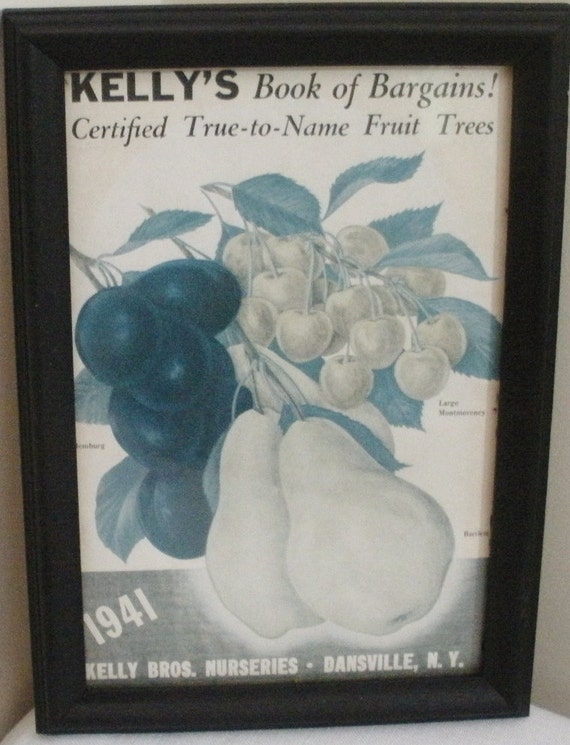 KELLY'S Book of Bargains!
Certified True-to-Name Fruit Trees
Large
Montmorency
1941
KELLY BROS. NURSERIES • DANSVILLE, N. Y.